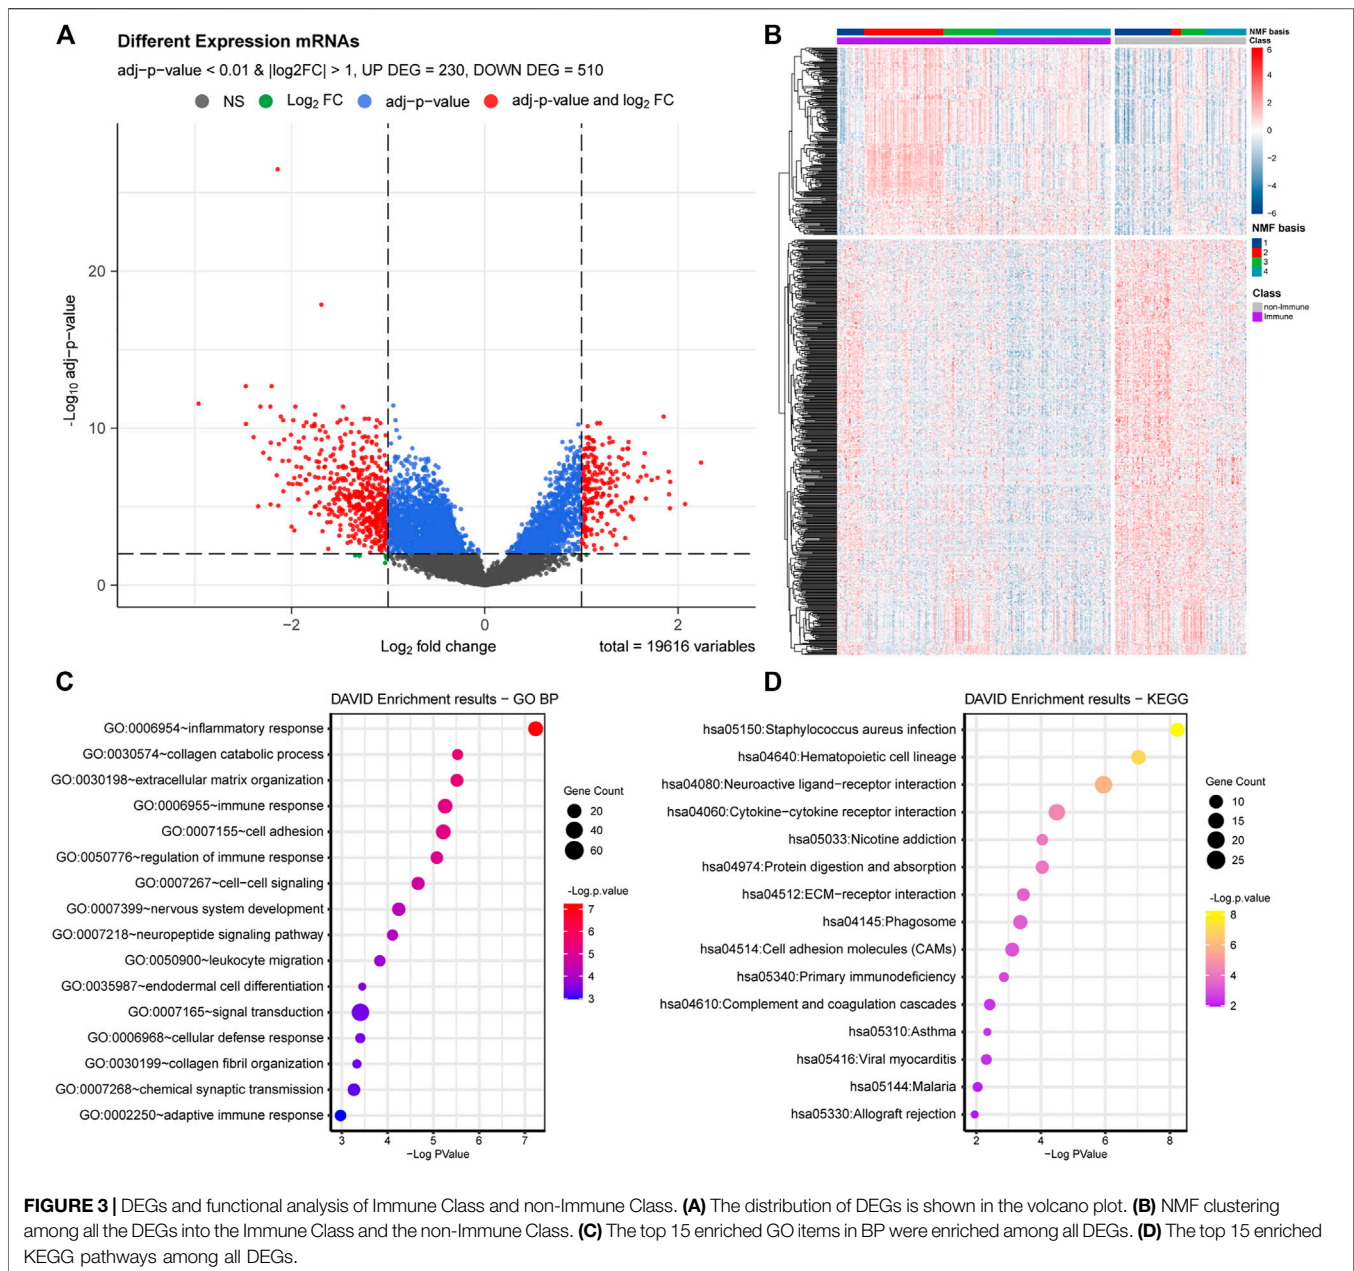 A
Different Expression mRNAs
adj-p-value < 0.01 & |log2FC| > 1, UP DEG = 230, DOWN DEG = 510
NS Log2 FC adj-p-value adj-p-value and log2 FC
-Log10 adj-p-value
20
10
0
-2 0 2
Log2 fold change
total = 19616 variables
B
NMF basis
Class
6
4
2
0
-2
-4
-6
NMF basis
1
2
3
4
Class
non-Immune
Immune
C
DAVID Enrichment results - GO BP
GO:0006954~inflammatory response
GO:0030574~collagen catabolic process
GO:0030198~extracellular matrix organization
GO:0006955~immune response
GO:0007155~cell adhesion
GO:0050776~regulation of immune response
GO:0007267~cell-cell signaling
GO:0007399~nervous system development
GO:0007218~neuropeptide signaling pathway
GO:0050900~leukocyte migration
GO:0035987~endodermal cell differentiation
GO:0007165~signal transduction
GO:0006968~cellular defense response
GO:0030199~collagen fibril organization
GO:0007268~chemical synaptic transmission
GO:0002250~adaptive immune response
3 4 5 6 7
-Log PValue
Gene Count
20
40
60
-Log.p.value
7
6
5
4
3
D
DAVID Enrichment results - KEGG
hsa05150:Staphylococcus aureus infection
hsa04640:Hematopoietic cell lineage
hsa04080:Neuroactive ligand-receptor interaction
hsa04060:Cytokine-cytokine receptor interaction
hsa05033:Nicotine addiction
hsa04974:Protein digestion and absorption
hsa04512:ECM-receptor interaction
hsa04145:Phagosome
hsa04514:Cell adhesion molecules (CAMs)
hsa05340:Primary immunodeficiency
hsa04610:Complement and coagulation cascades
hsa05310:Asthma
hsa05416:Viral myocarditis
hsa05144:Malaria
hsa05330:Allograft rejection
2 4 6 8
-Log PValue
Gene Count
10
15
20
25
-Log.p.value
8
6
4
2
FIGURE 3 | DEGs and functional analysis of Immune Class and non-Immune Class. (A) The distribution of DEGs is shown in the volcano plot. (B) NMF clustering
among all the DEGs into the Immune Class and the non-Immune Class. (C) The top 15 enriched GO items in BP were enriched among all DEGs. (D) The top 15 enriched
KEGG pathways among all DEGs.